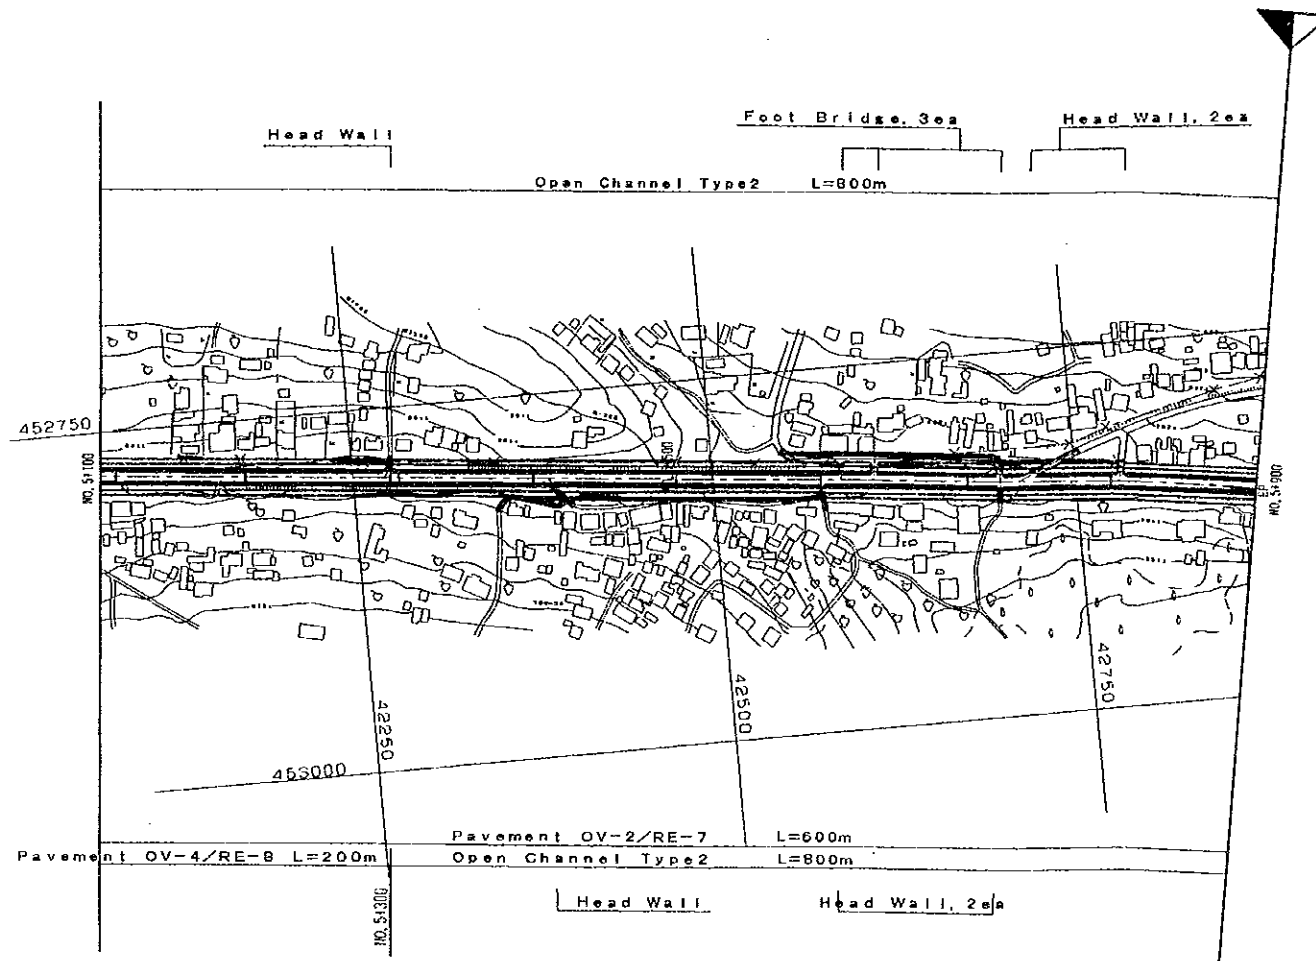 Head Wall
Foot Bridge, 3ea
Head Wall, 2ea
Open Channel Type2 L=800m
452750
NO. 5+100
NO. 5+900
42250
42500
42750
453000
Pavement OV-2/RE-7 L=600m
Pavement OV-4/RE-8 L=200m
Open Channel Type2 L=800m
NO. 5+300
Head Wall
Head Wall, 2ea